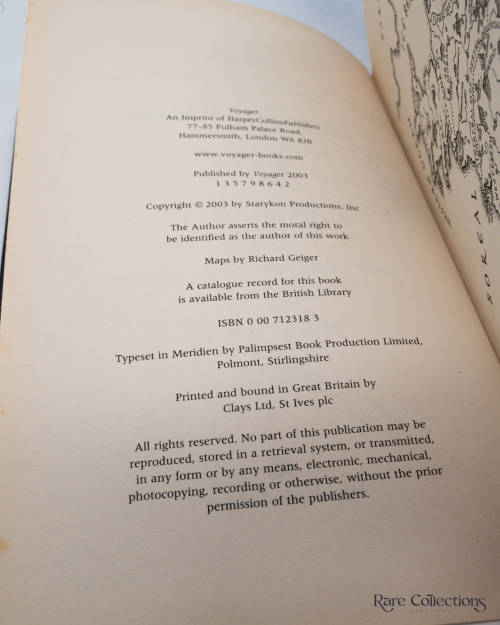 Voyager
An Imprint of HarperCollinsPublishers
77–85 Fulham Palace Road,
Hammersmith, London W6 8JB
www.voyager-books.com
Published by Voyager 2003
1 3 5 7 9 8 6 4 2
Copyright © 2003 by Starykon Productions, Inc
The Author asserts the moral right to
be identified as the author of this work
Maps by Richard Geiger
A catalogue record for this book
is available from the British Library
ISBN 0 00 712318 3
Typeset in Meridien by Palimpsest Book Production Limited,
Polmont, Stirlingshire
Printed and bound in Great Britain by
Clays Ltd, St Ives plc
All rights reserved. No part of this publication may be
reproduced, stored in a retrieval system, or transmitted,
in any form or by any means, electronic, mechanical,
photocopying, recording or otherwise, without the prior
permission of the publishers.
BOREAL
Rare Collections